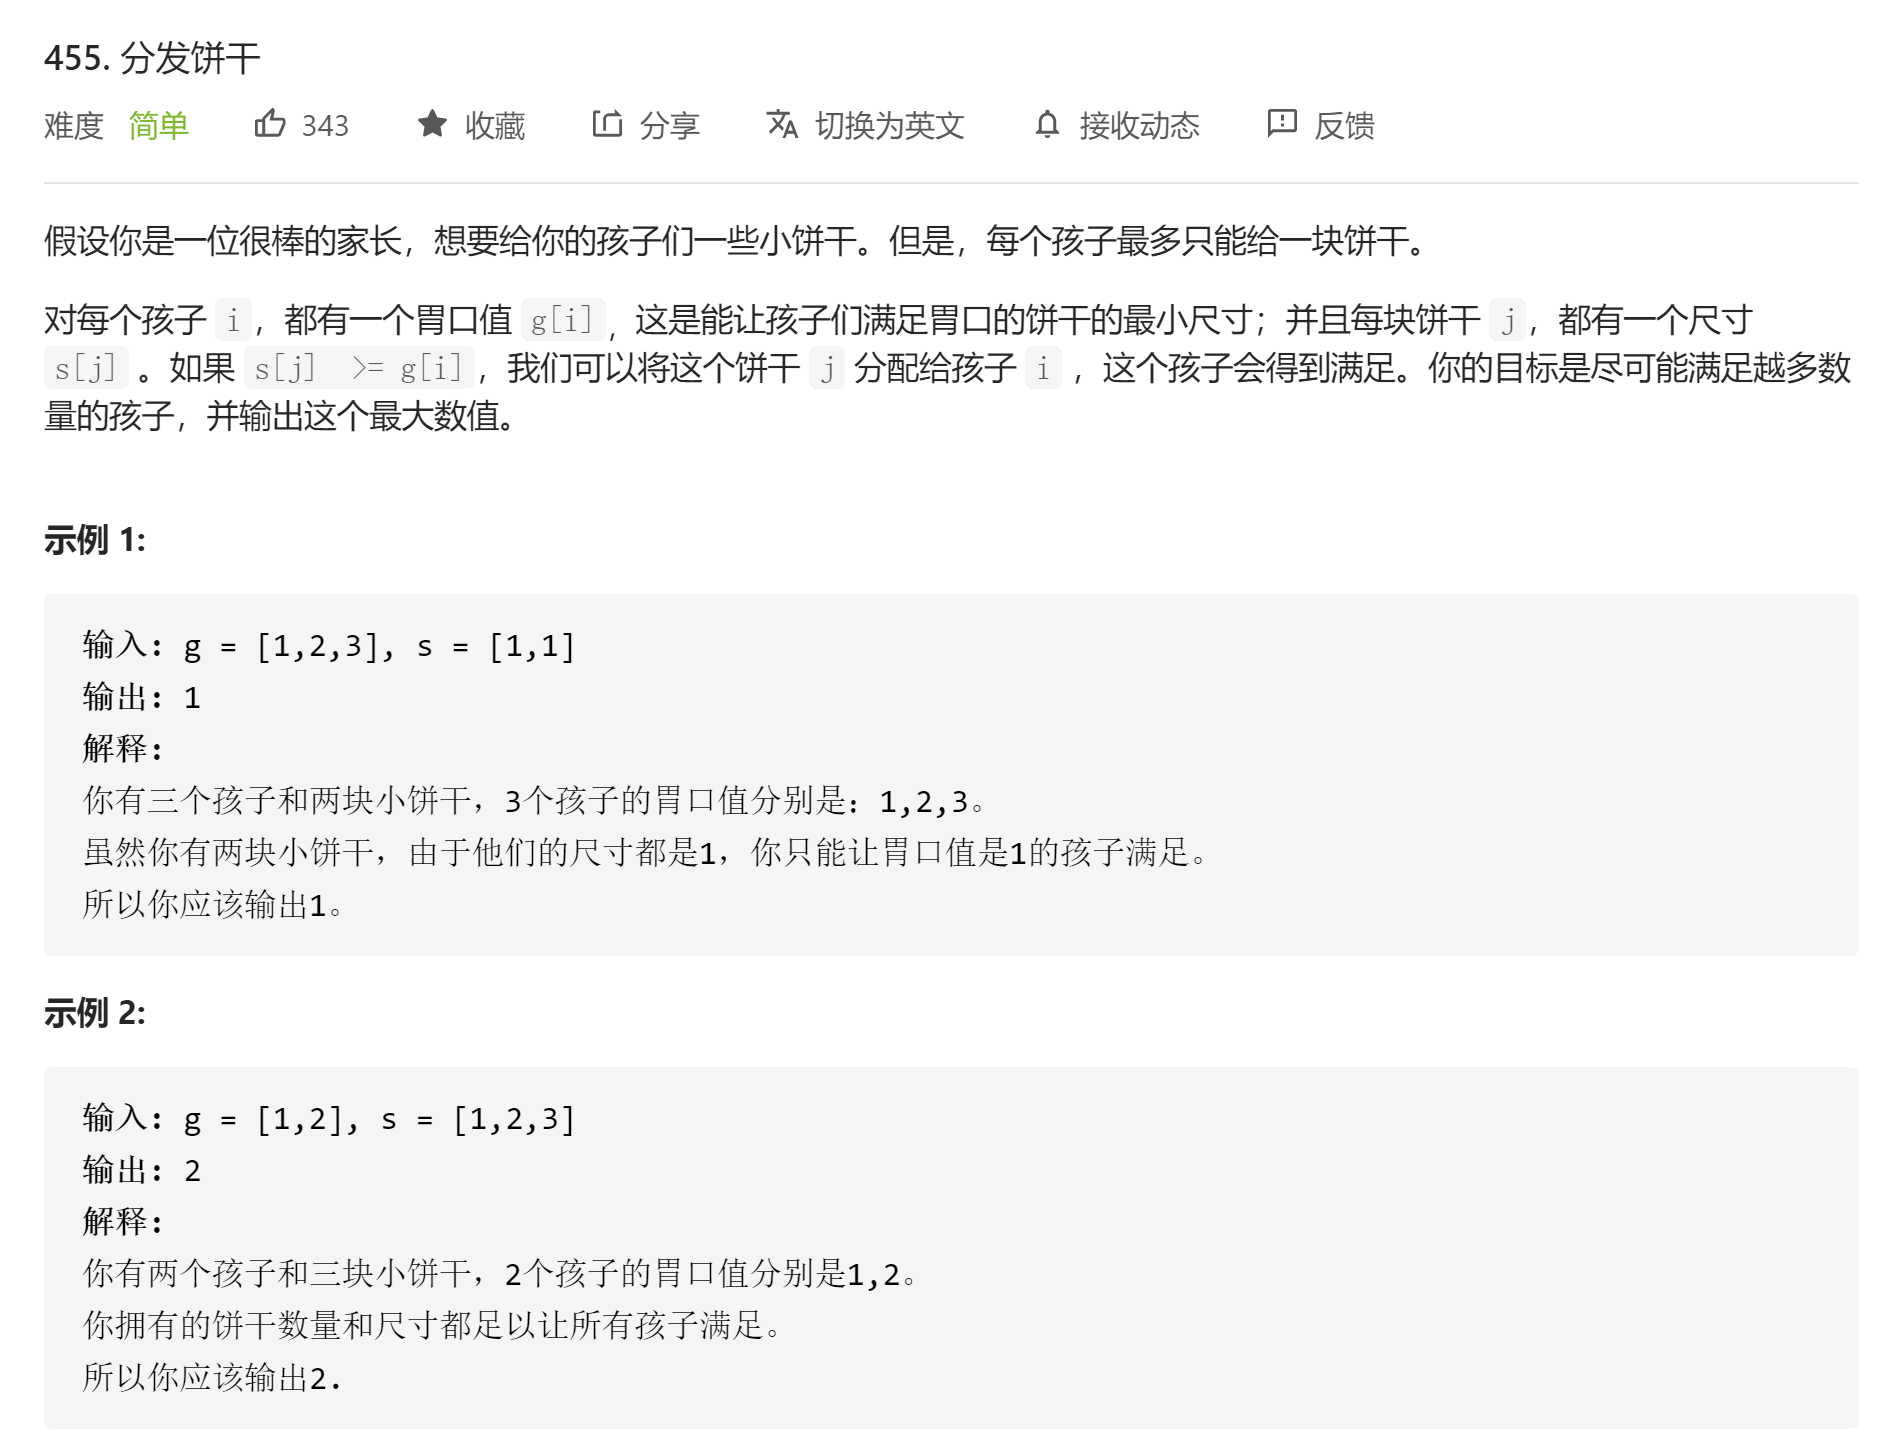 455. 分发饼干
难度 简单 343 收藏 分享 切换为英文 接收动态 反馈
假设你是一位很棒的家长，想要给你的孩子们一些小饼干。但是，每个孩子最多只能给一块饼干。
对每个孩子 i，都有一个胃口值 g[i]，这是能让孩子们满足胃口的饼干的最小尺寸；并且每块饼干 j，都有一个尺寸
s[j] 。如果 s[j] >= g[i]，我们可以将这个饼干 j 分配给孩子 i ，这个孩子会得到满足。你的目标是尽可能满足越多数
量的孩子，并输出这个最大数值。
示例 1:
输入: g = [1,2,3], s = [1,1]
输出: 1
解释:
你有三个孩子和两块小饼干，3个孩子的胃口值分别是：1,2,3。
虽然你有两块小饼干，由于他们的尺寸都是1，你只能让胃口值是1的孩子满足。
所以你应该输出1。
示例 2:
输入: g = [1,2], s = [1,2,3]
输出: 2
解释:
你有两个孩子和三块小饼干，2个孩子的胃口值分别是1,2。
你拥有的饼干数量和尺寸都足以让所有孩子满足。
所以你应该输出2.